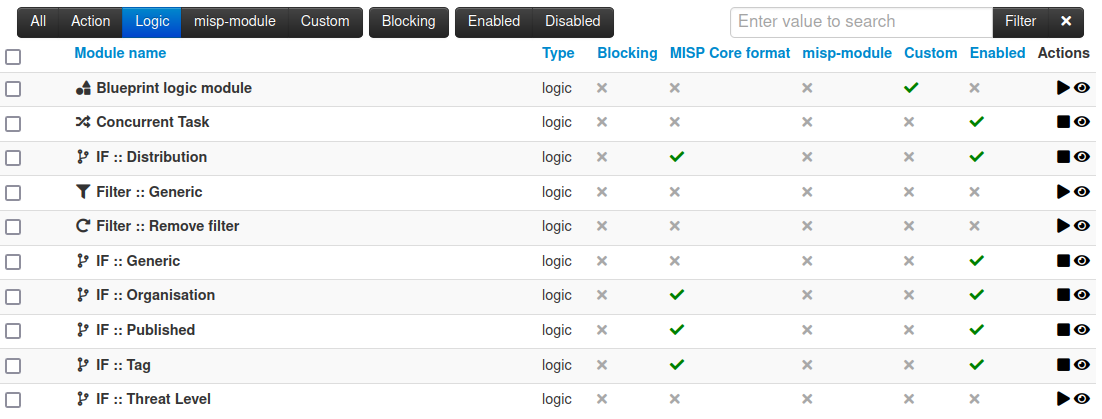 All Action Logic misp-module Custom Blocking Enabled Disabled Enter value to search Filter
Module name Type Blocking MISP Core format misp-module Custom Enabled Actions
Blueprint logic module logic
Concurrent Task logic
IF :: Distribution logic
Filter :: Generic logic
Filter :: Remove filter logic
IF :: Generic logic
IF :: Organisation logic
IF :: Published logic
IF :: Tag logic
IF :: Threat Level logic